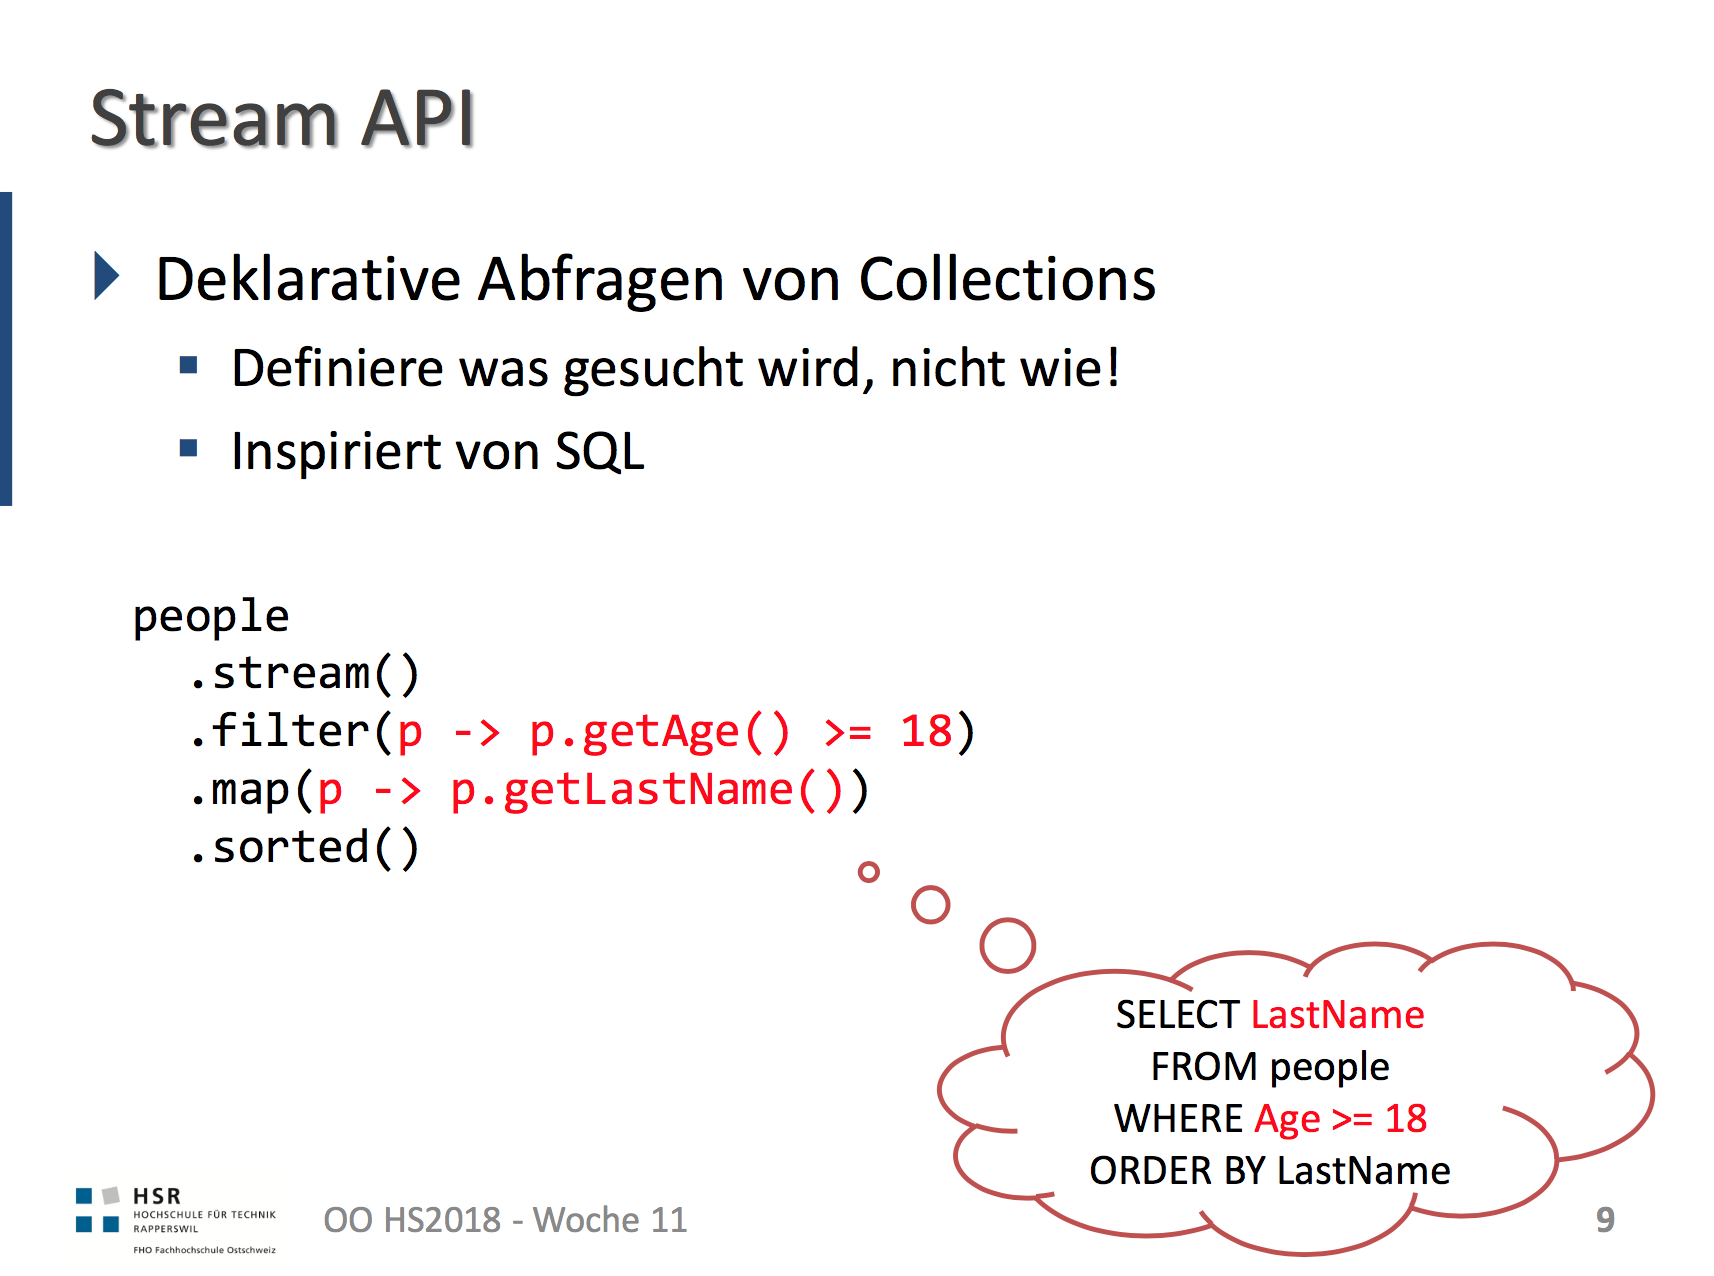 Stream API
Deklarative Abfragen von Collections
Definiere was gesucht wird, nicht wie!
Inspiriert von SQL
people
.stream()
.filter(p -> p.getAge() >= 18)
.map(p -> p.getLastName())
.sorted()
SELECT LastName
FROM people
WHERE Age >= 18
ORDER BY LastName
HSR
HOCHSCHULE FÜR TECHNIK
RAPPERSWIL
FHO Fachhochschule Ostschweiz
OO HS2018 - Woche 11
9